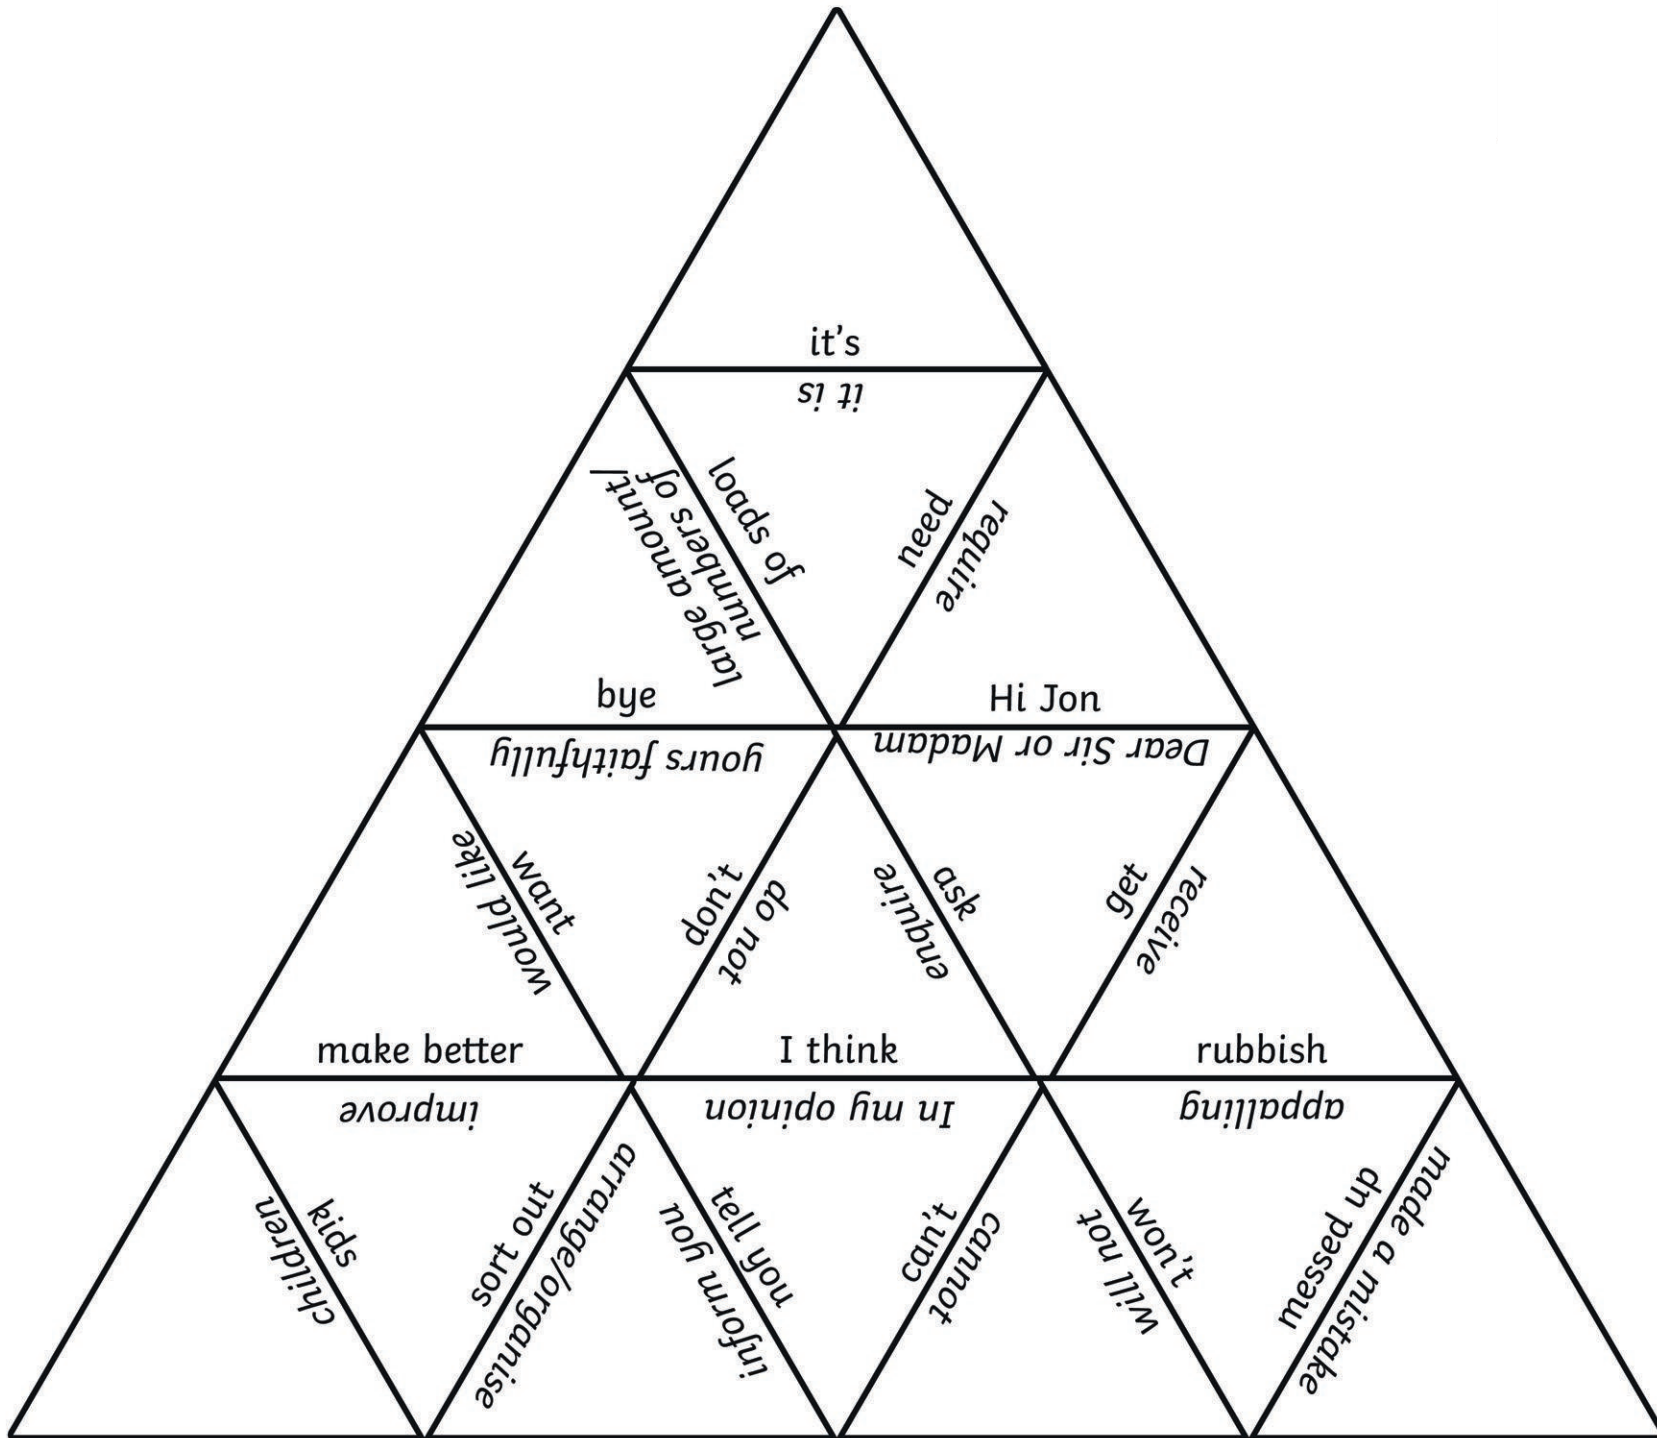 it's
it is
loads of
large amount/
numbers of
need
require
bye
yours faithfully
Hi Jon
Dear Sir or Madam
want
would like
don't
do not
ask
enquire
get
receive
make better
improve
I think
In my opinion
rubbish
appalling
kids
children
sort out
arrange/organise
tell you
inform you
can't
cannot
won't
will not
messed up
made a mistake